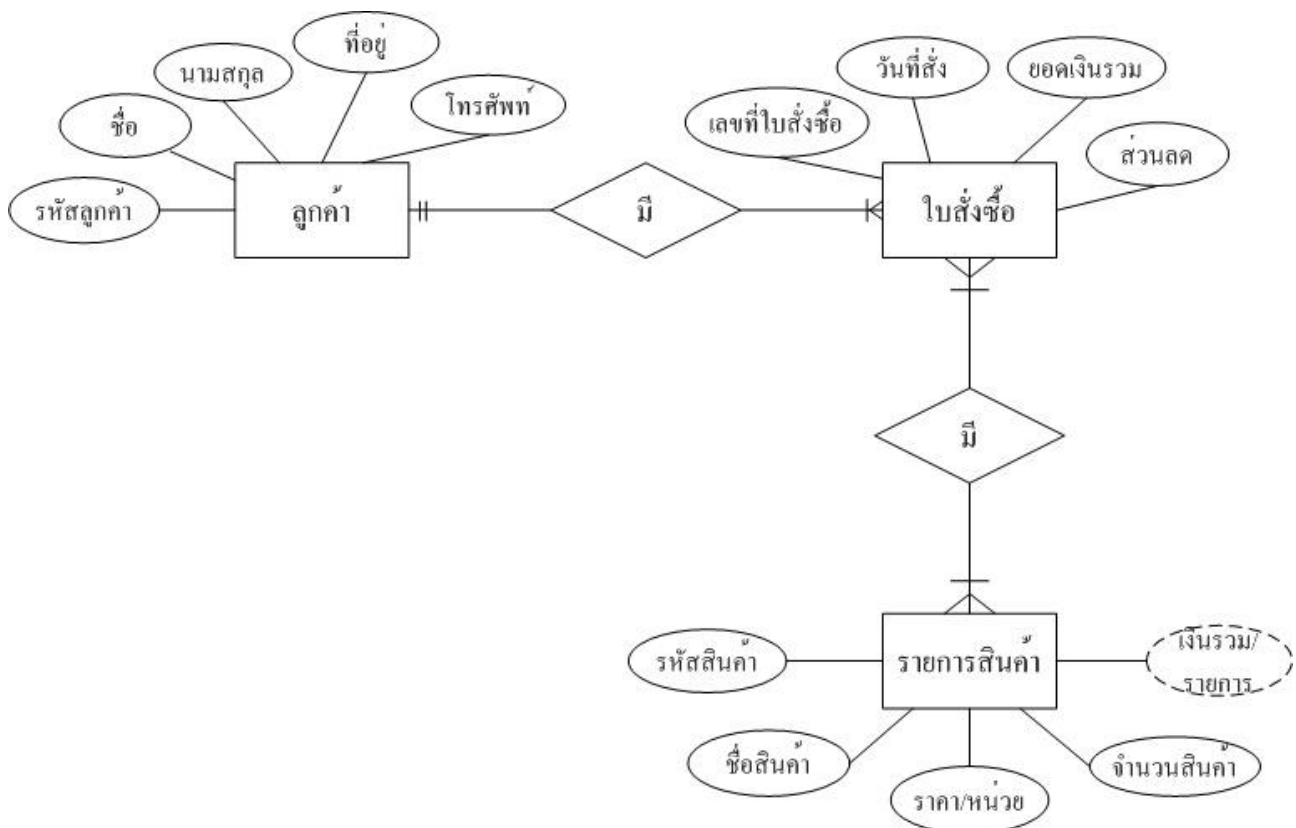 ที่อยู่
นามสกุล
โทรศัพท์
ชื่อ
รหัสลูกค้า
ลูกค้า
มี
วันที่สั่ง
ยอดเงินรวม
เลขที่ใบสั่งซื้อ
ส่วนลด
ใบสั่งซื้อ
มี
รหัสสินค้า
รายการสินค้า
เงินรวม/
รายการ
ชื่อสินค้า
ราคา/หน่วย
จำนวนสินค้า